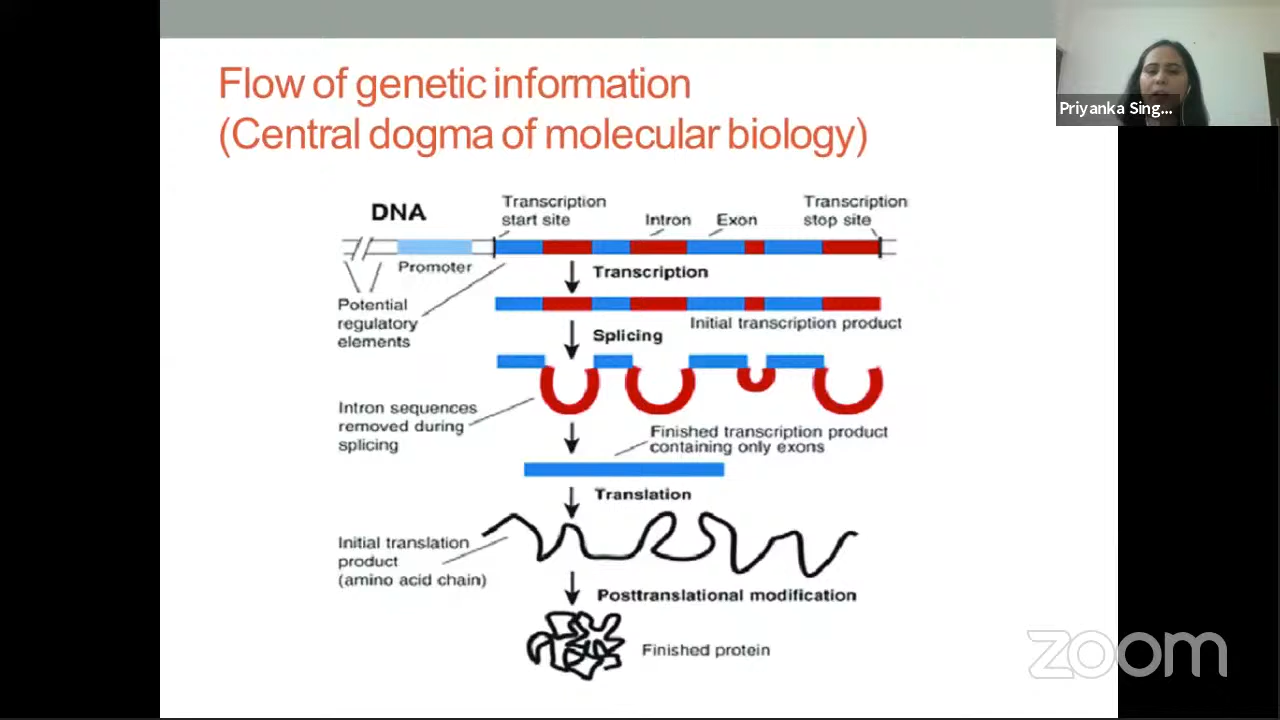 Flow of genetic information
(Central dogma of molecular biology)
Priyanka Sing...
DNA
Transcription
start site
Intron
Exon
Transcription
stop site
Promoter
Transcription
Potential
regulatory
elements
Initial transcription product
Splicing
Intron sequences
removed during
splicing
Finished transcription product
containing only exons
Translation
Initial translation
product
(amino acid chain)
Posttranslational modification
Finished protein
zoom